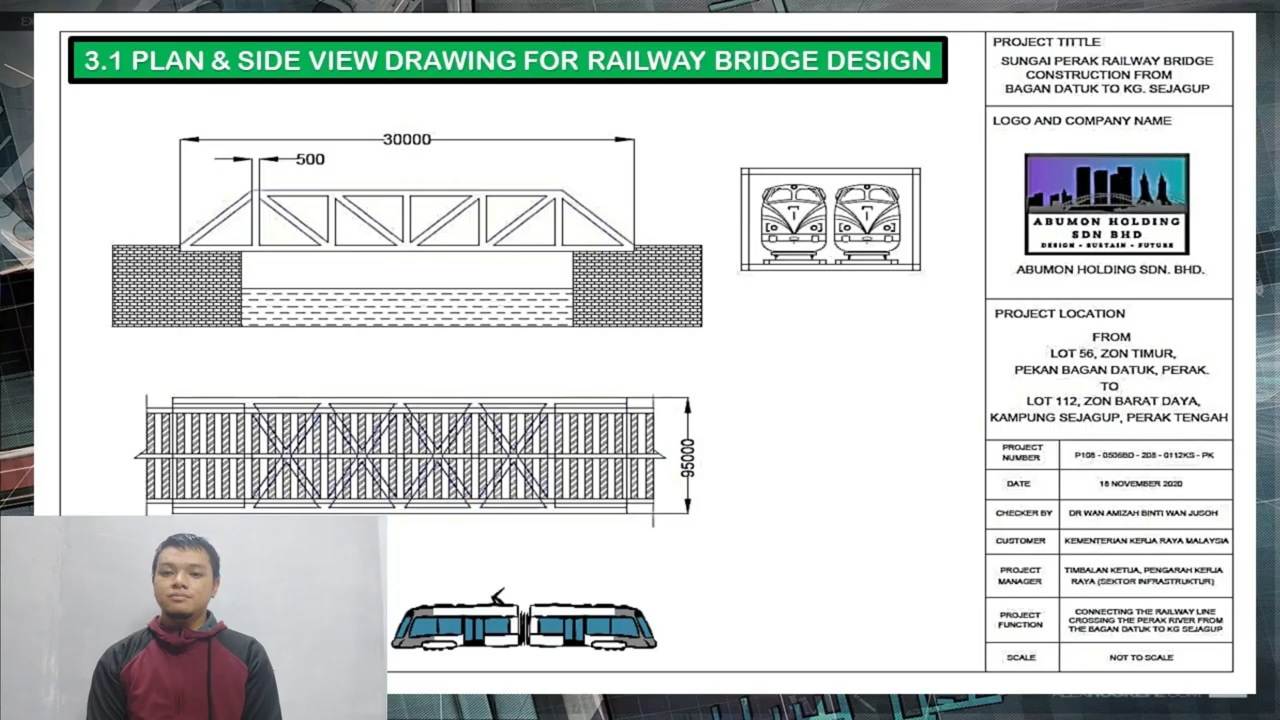 3.1 PLAN & SIDE VIEW DRAWING FOR RAILWAY BRIDGE DESIGN
30000
500
95000
PROJECT TITTLE
SUNGAI PERAK RAILWAY BRIDGE
CONSTRUCTION FROM
BAGAN DATUK TO KG. SEJAGUP
LOGO AND COMPANY NAME
ABUMON HOLDING
SDN BHD
DESIGN - SUSTAIN - FUTURE
ABUMON HOLDING SDN. BHD.
PROJECT LOCATION
FROM
LOT 56, ZON TIMUR,
PEKAN BAGAN DATUK, PERAK.
TO
LOT 112, ZON BARAT DAYA,
KAMPUNG SEJAGUP, PERAK TENGAH
PROJECT
NUMBER
P108 - 0506BD - 208 - 0112KS - PK
DATE
18 NOVEMBER 2020
CHECKER BY
DR WAN AMIZAH BINTI WAN JUSOH
CUSTOMER
KEMENTERIAN KERJA RAYA MALAYSIA
PROJECT
MANAGER
TIMBALAN KETUA, PENGARAH KERJA
RAYA (SEKTOR INFRASTRUKTUR)
PROJECT
FUNCTION
CONNECTING THE RAILWAY LINE
CROSSING THE PERAK RIVER FROM
THE BAGAN DATUK TO KG SEJAGUP
SCALE
NOT TO SCALE